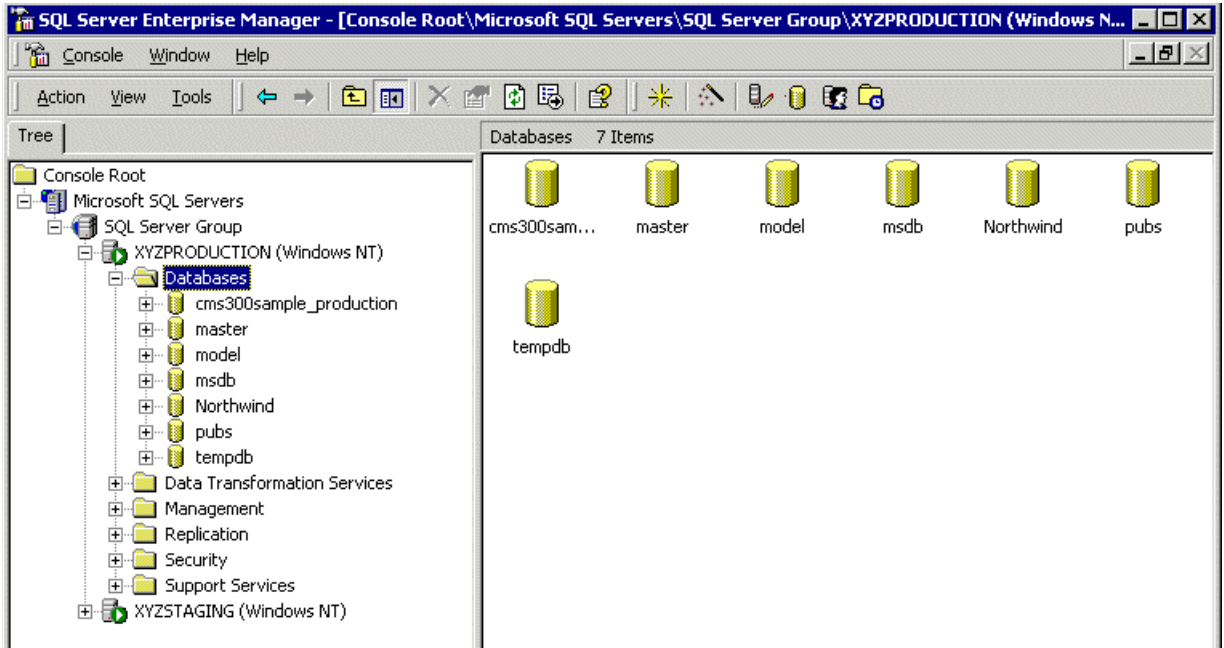 SQL Server Enterprise Manager - [Console Root\Microsoft SQL Servers\SQL Server Group\XYZPRODUCTION (Windows N...
Console Window Help
Action View Tools
Tree
Databases 7 Items
Console Root
Microsoft SQL Servers
SQL Server Group
XYZPRODUCTION (Windows NT)
Databases
cms300sample_production
master
model
msdb
Northwind
pubs
tempdb
Data Transformation Services
Management
Replication
Security
Support Services
XYZSTAGING (Windows NT)
cms300sam... master model msdb Northwind pubs
tempdb